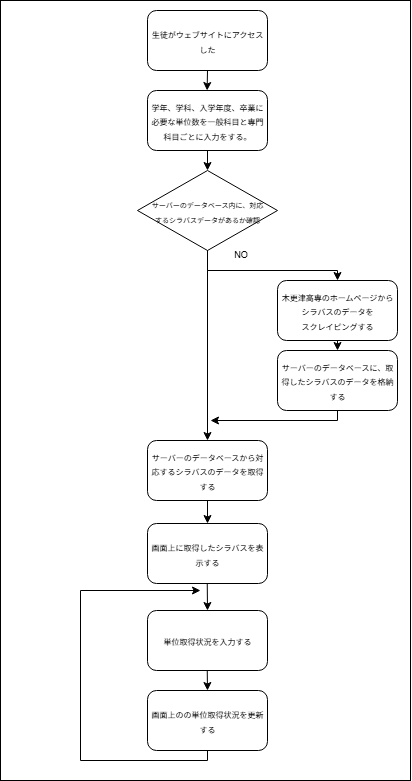 生徒がウェブサイトにアクセス
した
学年、学科、入学年度、卒業に
必要な単位数を一般科目と専門
科目ごとに入力をする。
サーバーのデータベース内に、対応
するシラバスデータがあるか確認
NO
木更津高専のホームページから
シラバスのデータを
スクレイピングする
サーバーのデータベースに、取
得したシラバスのデータを格納
する
サーバーのデータベースから対
応するシラバスのデータを取得
する
画面上に取得したシラバスを表
示する
単位取得状況を入力する
画面上のの単位取得状況を更新
する